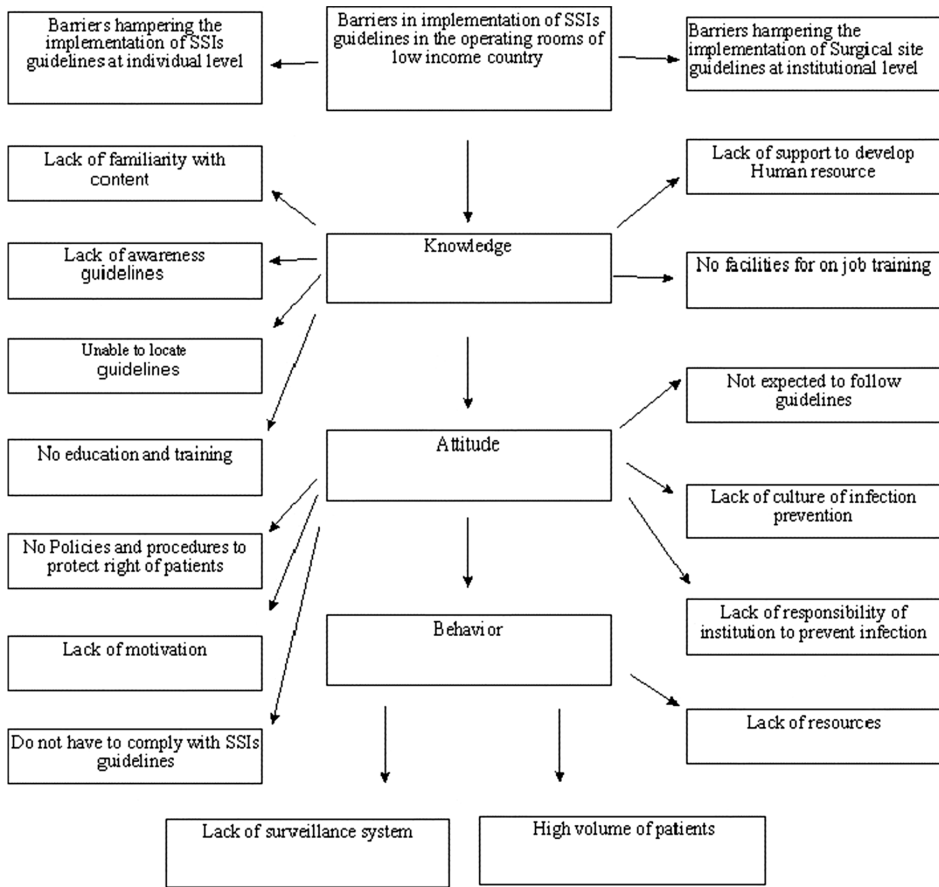 Barriers hampering the
implementation of SSIs
guidelines at individual level
Barriers in implementation of SSIs
guidelines in the operating rooms of
low income country
Barriers hampering the
implementation of Surgical site
guidelines at institutional level
Lack of familiarity with
content
Lack of support to develop
Human resource
Knowledge
Lack of awareness
guidelines
No facilities for on job training
Unable to locate
guidelines
Not expected to follow
guidelines
Attitude
No education and training
Lack of culture of infection
prevention
No Policies and procedures to
protect right of patients
Behavior
Lack of responsibility of
institution to prevent infection
Lack of motivation
Lack of resources
Do not have to comply with SSIs
guidelines
Lack of surveillance system
High volume of patients